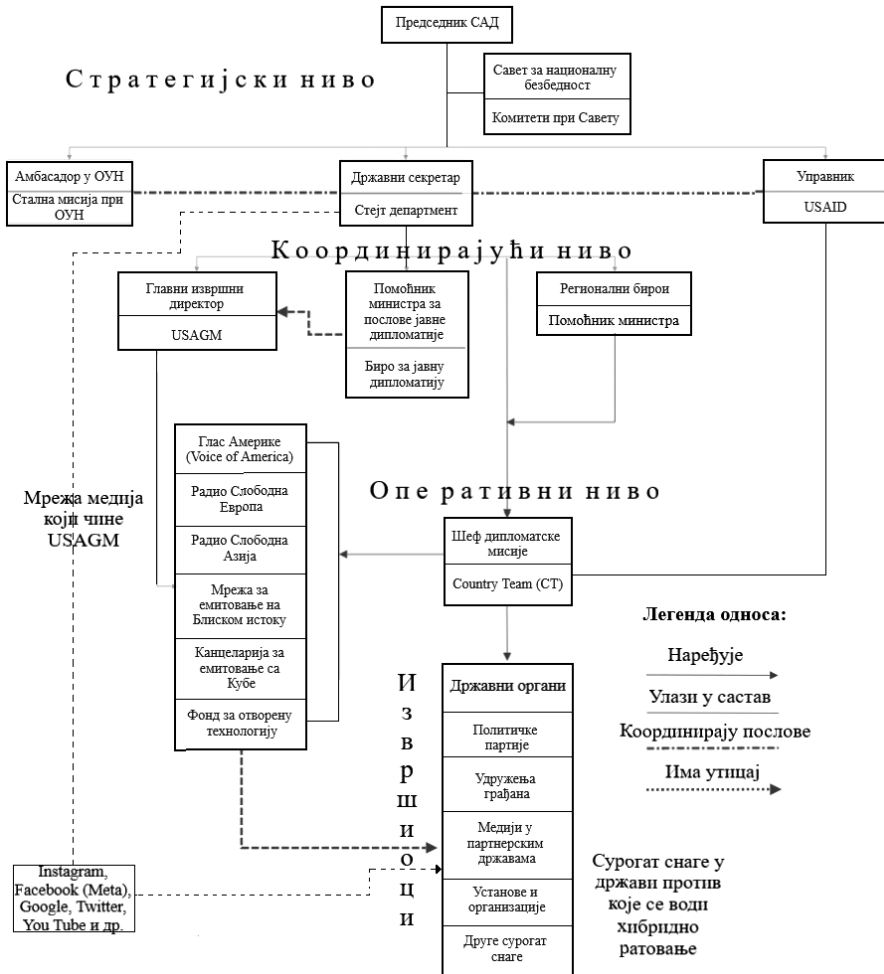 Председник САД
Стратегијски ниво
Савет за националну
безбедност
Комитети при Савету
Амбасадор у ОУН
Стална мисија при
ОУН
Државни секретар
Стејт департмент
Управник
USAID
Координирајући ниво
Главни извршни
директор
USAGM
Помоћник
министра за
послове јавне
дипломатије
Биро за јавну
дипломатију
Регионални бирои
Помоћник министра
Мрежа медија
који чине
USAGM
Глас Америке
(Voice of America)
Радио Слободна
Европа
Радио Слободна
Азија
Мрежа за
емитовање на
Блиском истоку
Канцеларија за
емитовање са
Кубе
Фонд за отворену
технологију
Оперативни ниво
Шеф дипломатске
мисије
Country Team (CT)
Легенда односа:
Наређује
Улази у састав
Координирају послове
Има утицај
Извршиоци
Државни органи
Политичке
партије
Удружења
грађана
Медији у
партнерским
државама
Установе и
организације
Друге сурогат
снаге
Сурогат снаге у
држави против
које се води
хибридно
ратовање
Instagram,
Facebook (Meta),
Google, Twitter,
You Tube и др.